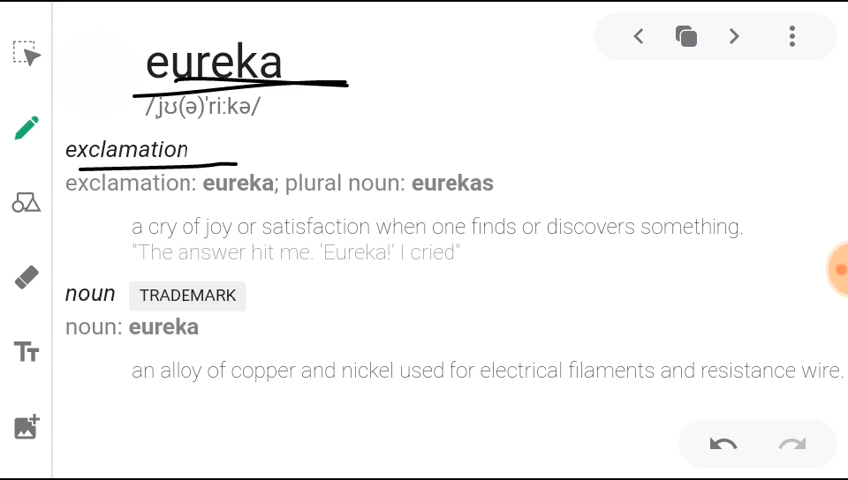 eureka
/jʊ(ə)ˈriːkə/
exclamation
exclamation: eureka; plural noun: eurekas
a cry of joy or satisfaction when one finds or discovers something.
"The answer hit me. ‘Eureka!’ I cried"
noun TRADEMARK
noun: eureka
an alloy of copper and nickel used for electrical filaments and resistance wire.
Tт